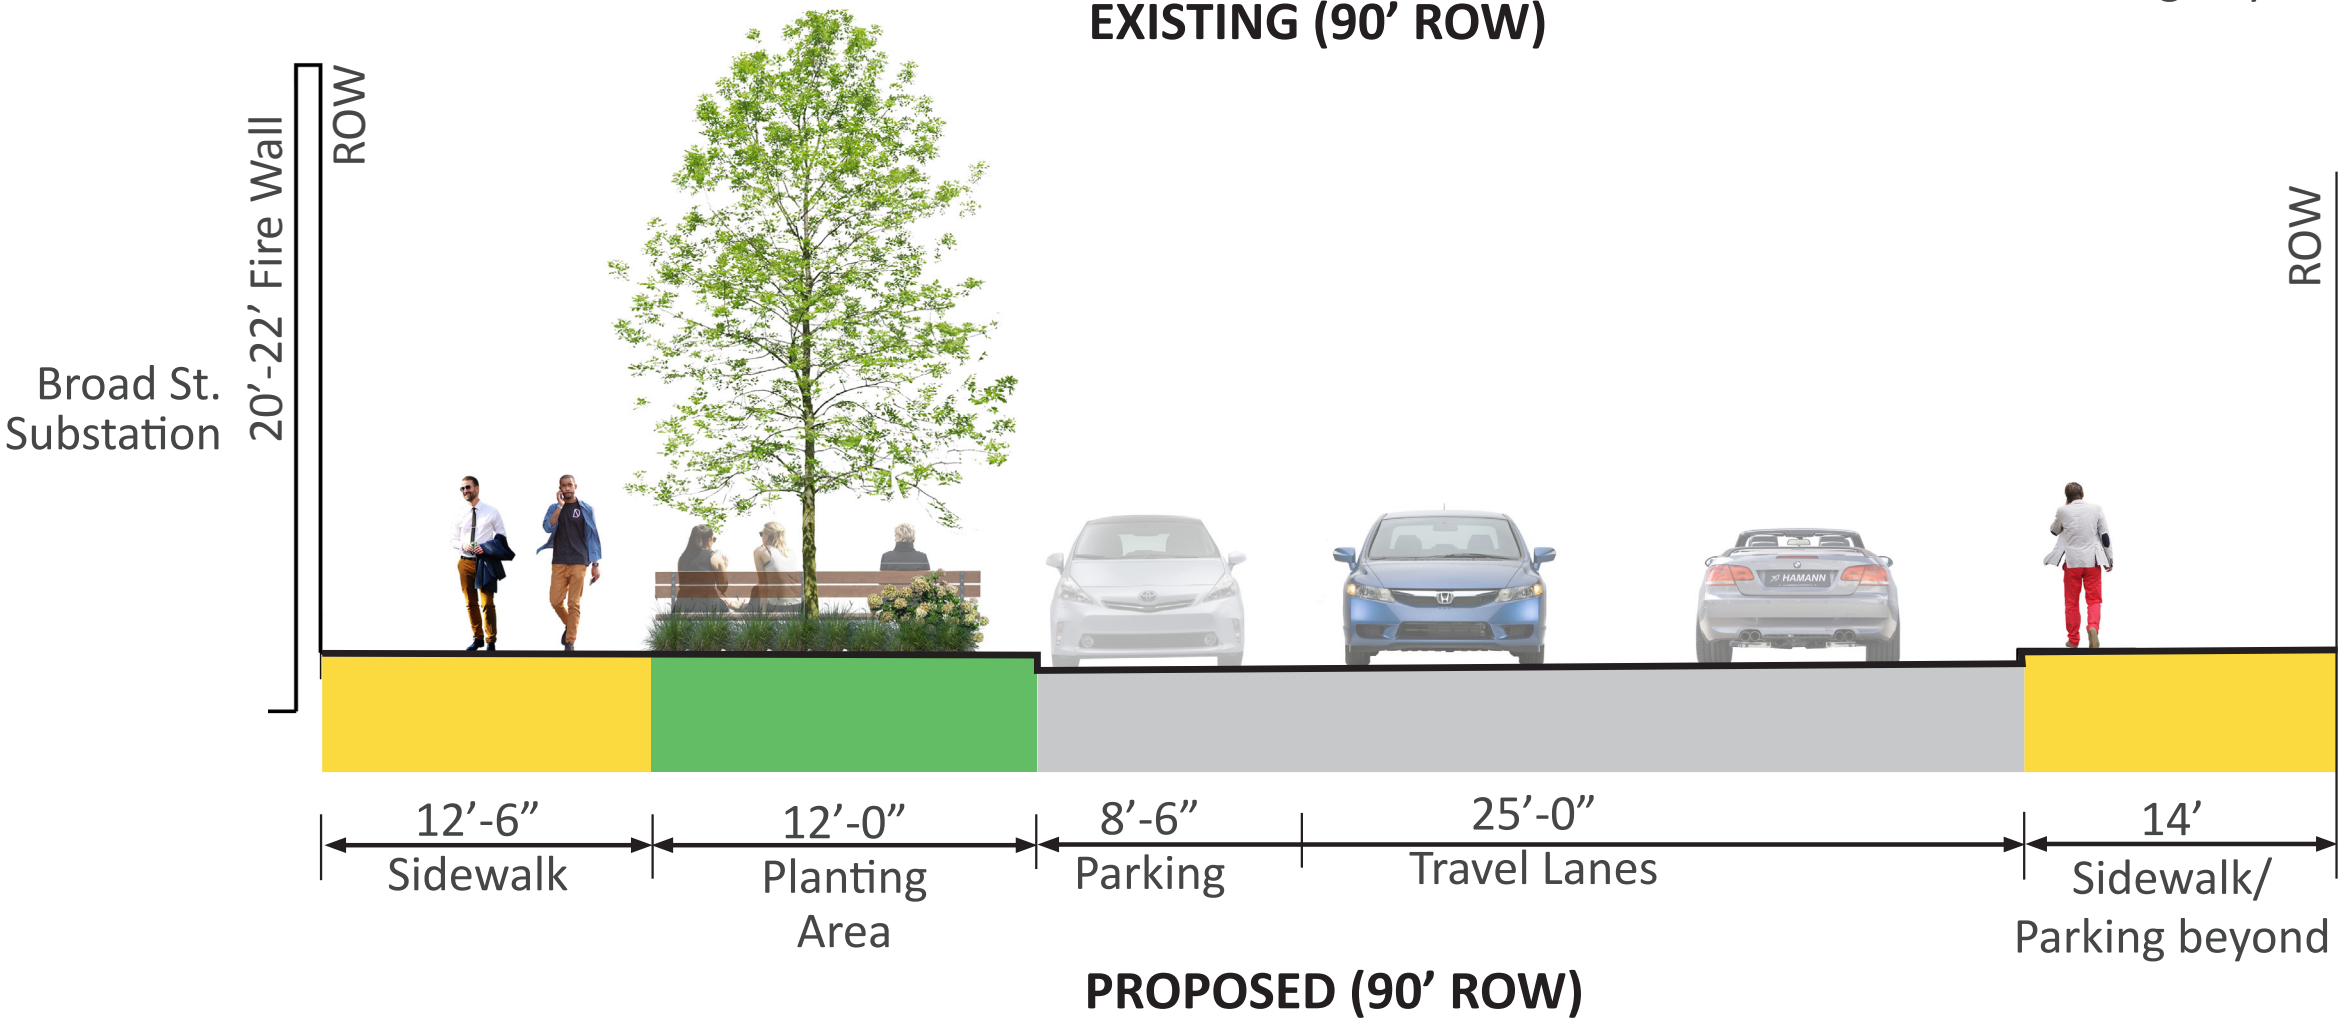 EXISTING (90’ ROW)
ROW
20’-22’ Fire Wall
Broad St.
Substation
ROW
HAMANN
12’-6”
Sidewalk
12’-0”
Planting
Area
8’-6”
Parking
25’-0”
Travel Lanes
14’
Sidewalk/
Parking beyond
PROPOSED (90’ ROW)